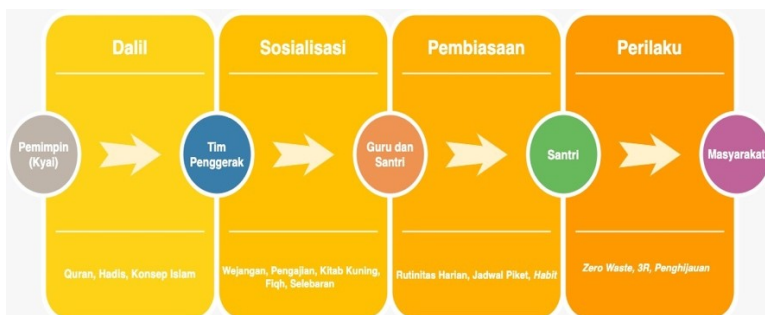 Dalil
Sosialisasi
Pembiasaan
Perilaku
Pemimpin
(Kyai)
Tim
Penggerak
Guru dan
Santri
Santri
Masyarakat
Quran, Hadis, Konsep Islam
Wejangan, Pengajian, Kitab Kuning,
Fiqh, Selebaran
Rutinitas Harian, Jadwal Piket, Habit
Zero Waste, 3R, Penghijauan